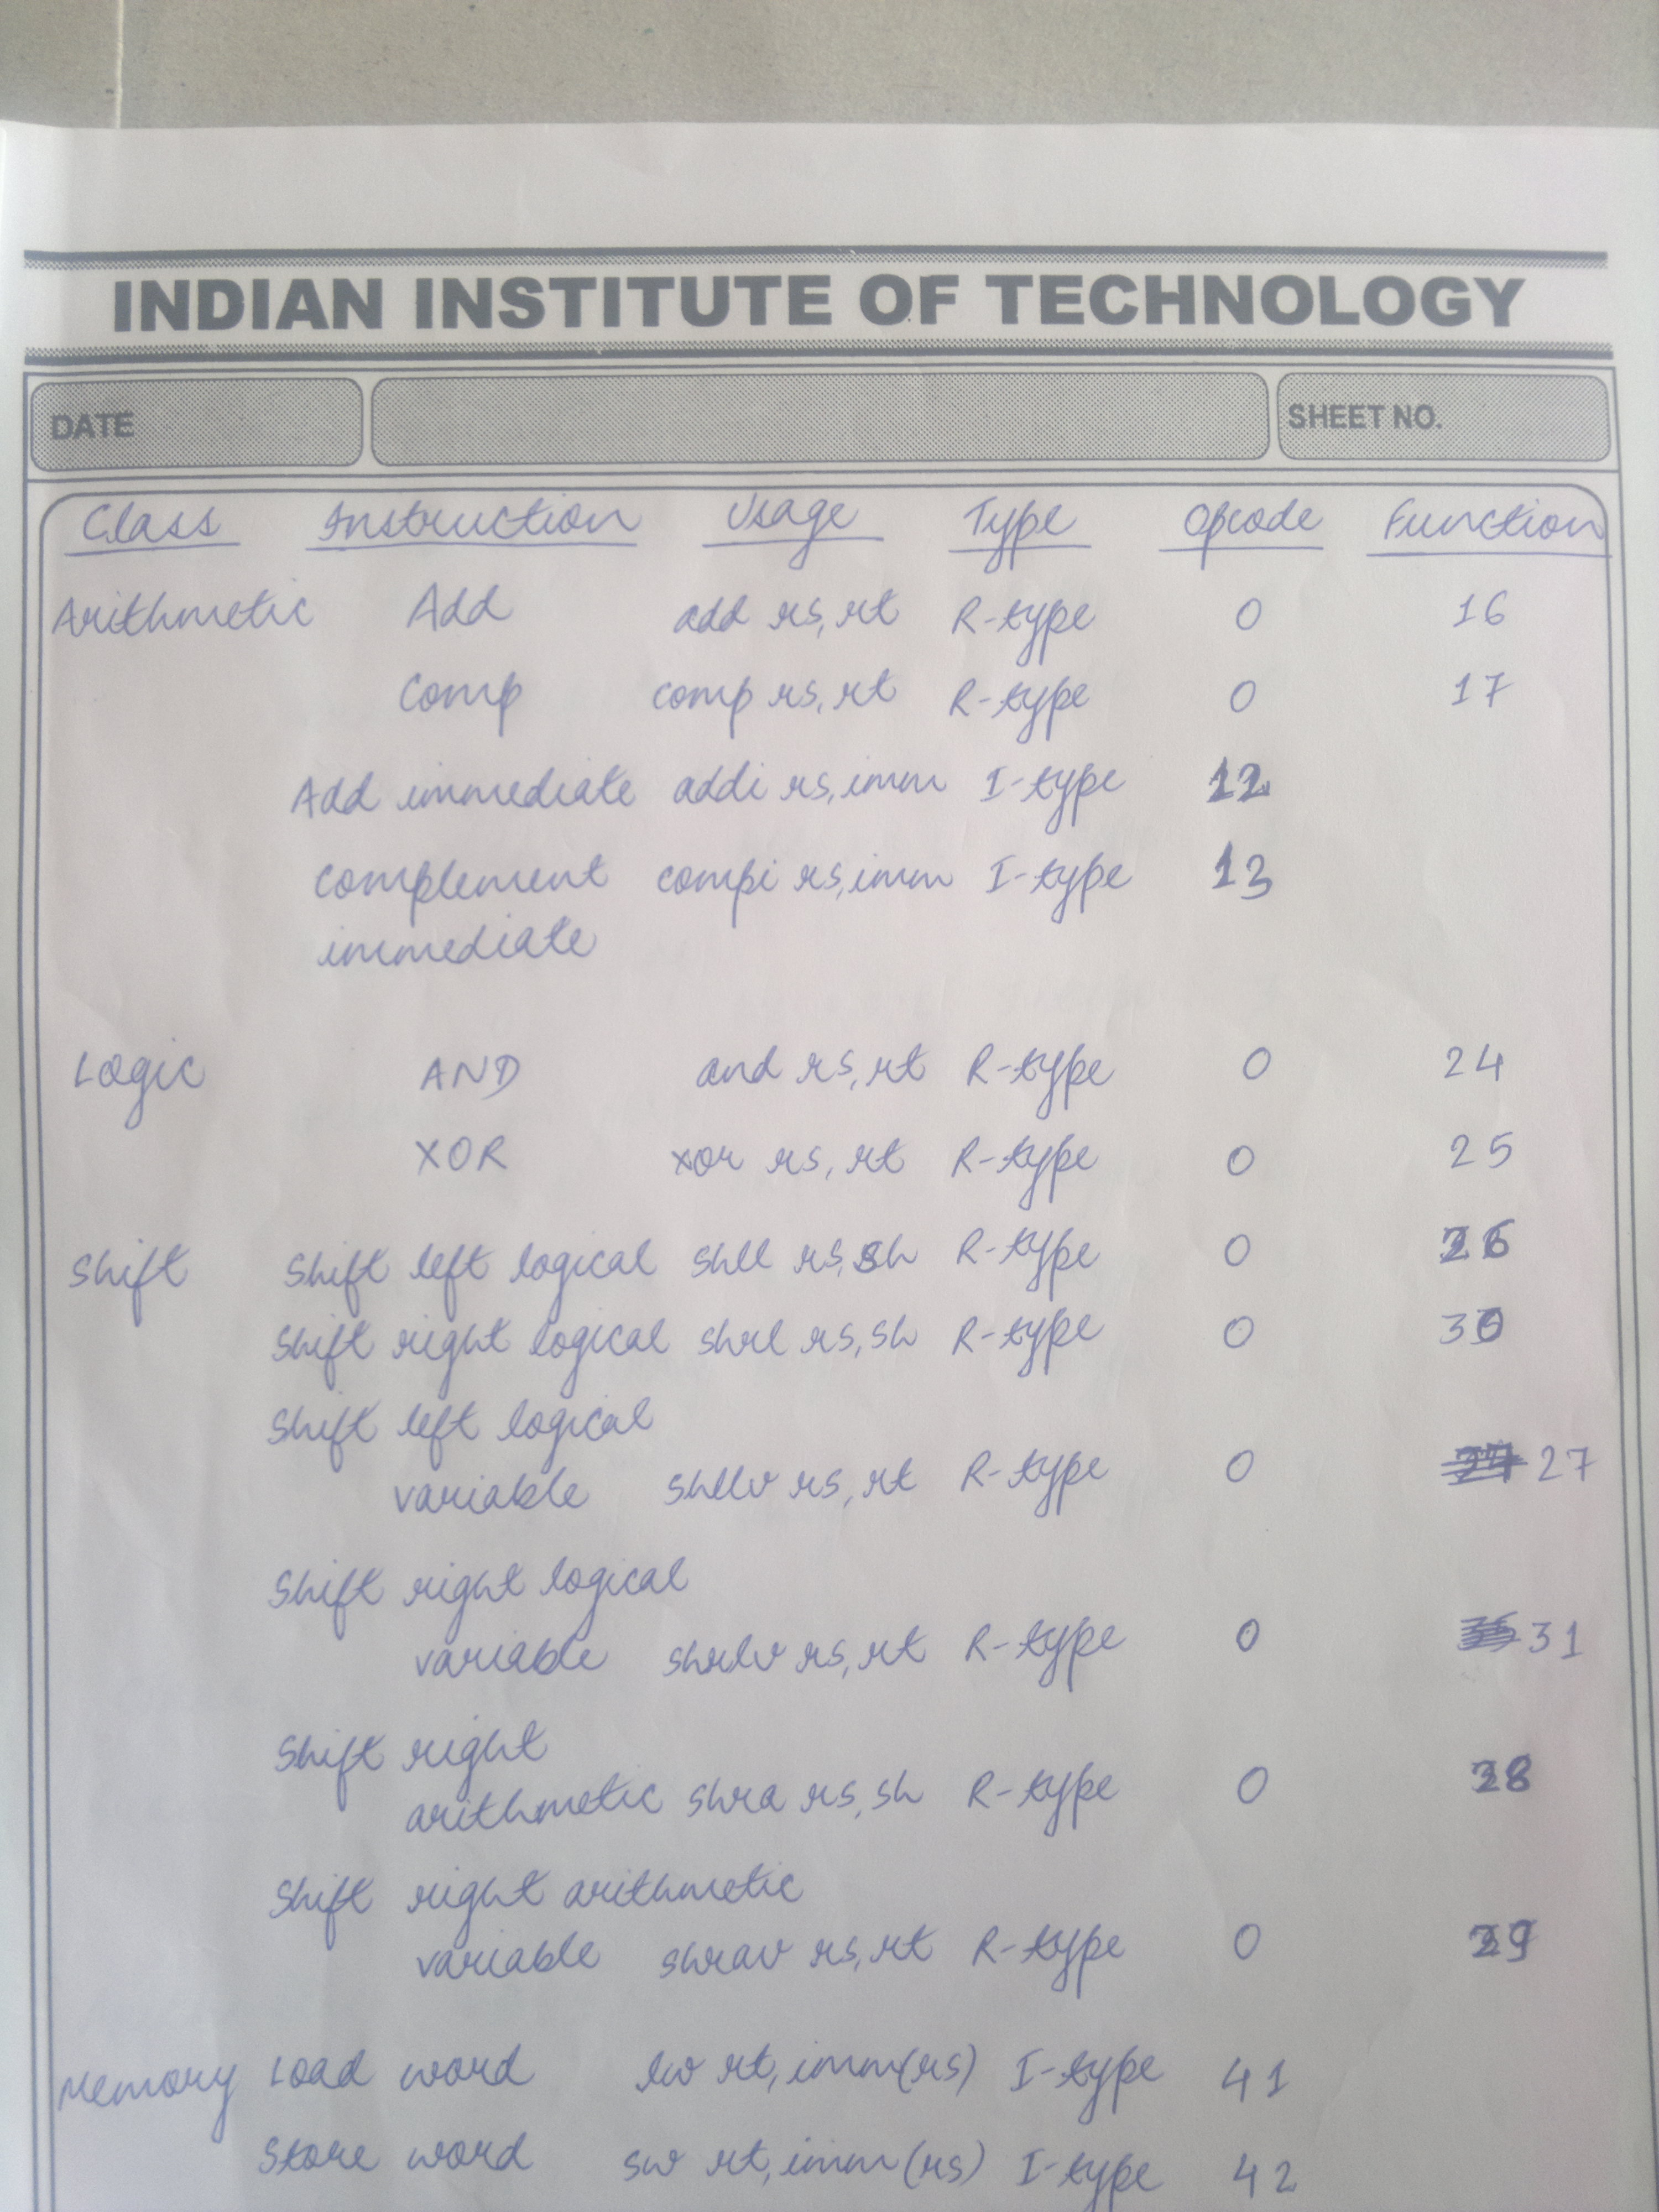 INDIAN INSTITUTE OF TECHNOLOGY
DATE SHEET NO.
Class Instruction Usage Type Opcode Function
Arithmetic Add add rs, rt R-type 0 16
Comp comp rs, rt R-type 0 17
Add immediate addi rs, imm I-type 12
Complement compi rs, imm I-type 13
immediate
Logic AND and rs, rt R-type 0 24
XOR xor rs, rt R-type 0 25
Shift Shift left logical shll rs, sh R-type 0 26
Shift right logical shrl rs, sh R-type 0 30
Shift left logical
variable shllv rs, rt R-type 0 27
Shift right logical
variable shrlv rs, rt R-type 0 31
Shift right
arithmetic shra rs, sh R-type 0 28
Shift right arithmetic
variable shrav rs, rt R-type 0 29
Memory Load word lw rt, imm(rs) I-type 41
Store word sw rt, imm(rs) I-type 42